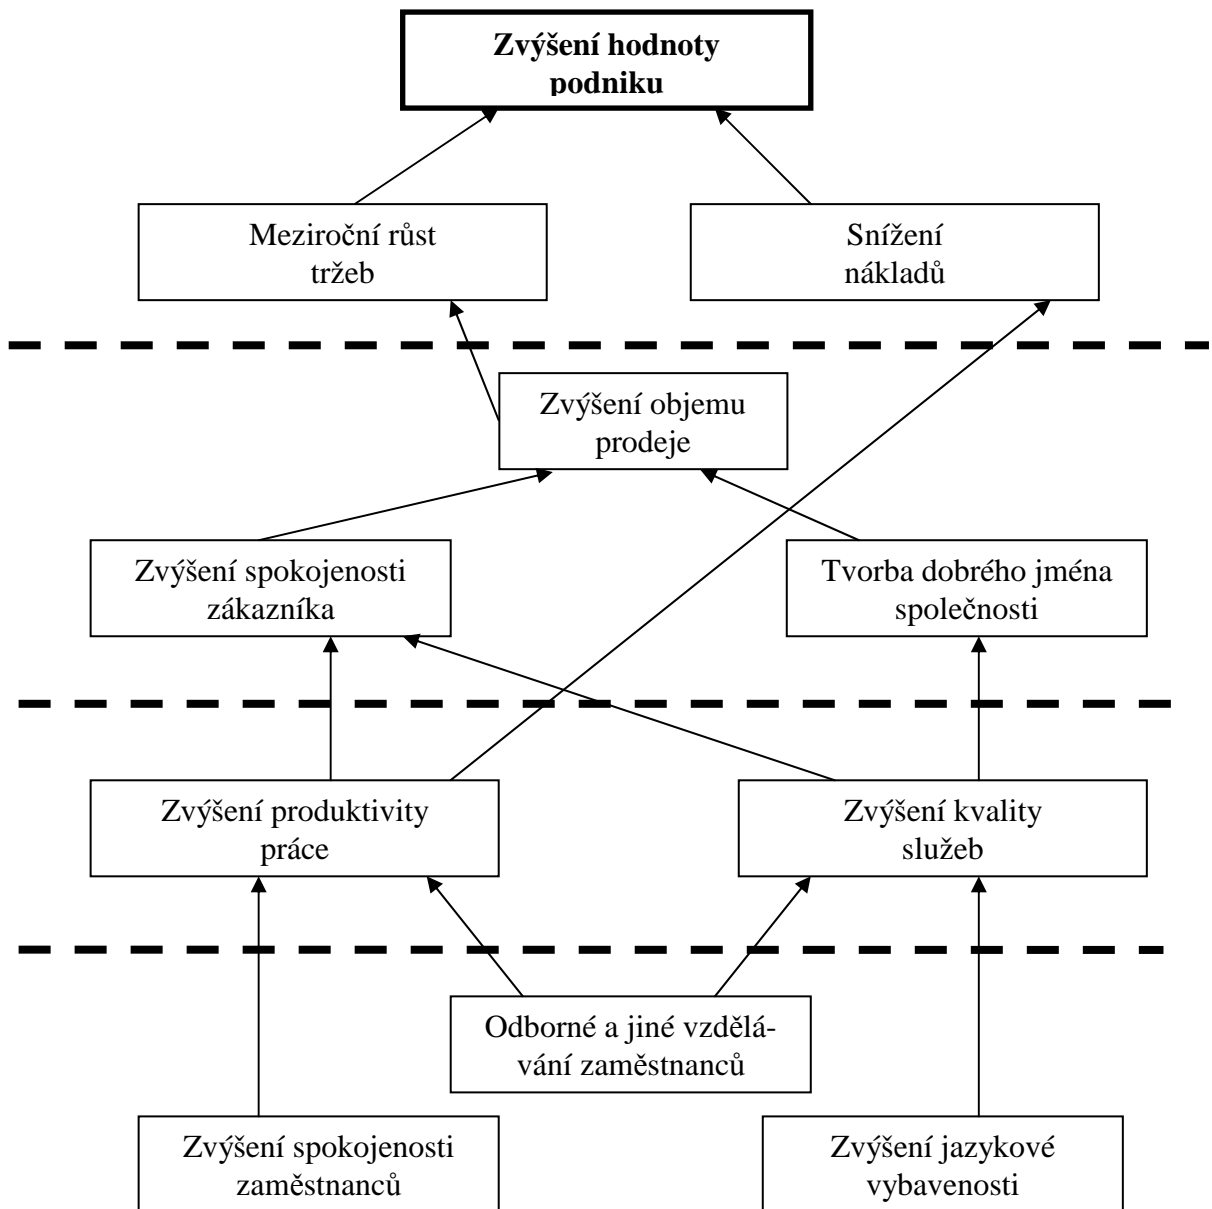 Zvýšení hodnoty
podniku
Meziroční růst
tržeb
Snížení
nákladů
Zvýšení objemu
prodeje
Zvýšení spokojenosti
zákazníka
Tvorba dobrého jména
společnosti
Zvýšení produktivity
práce
Zvýšení kvality
služeb
Odborné a jiné vzdělá-
vání zaměstnanců
Zvýšení spokojenosti
zaměstnanců
Zvýšení jazykové
vybavenosti